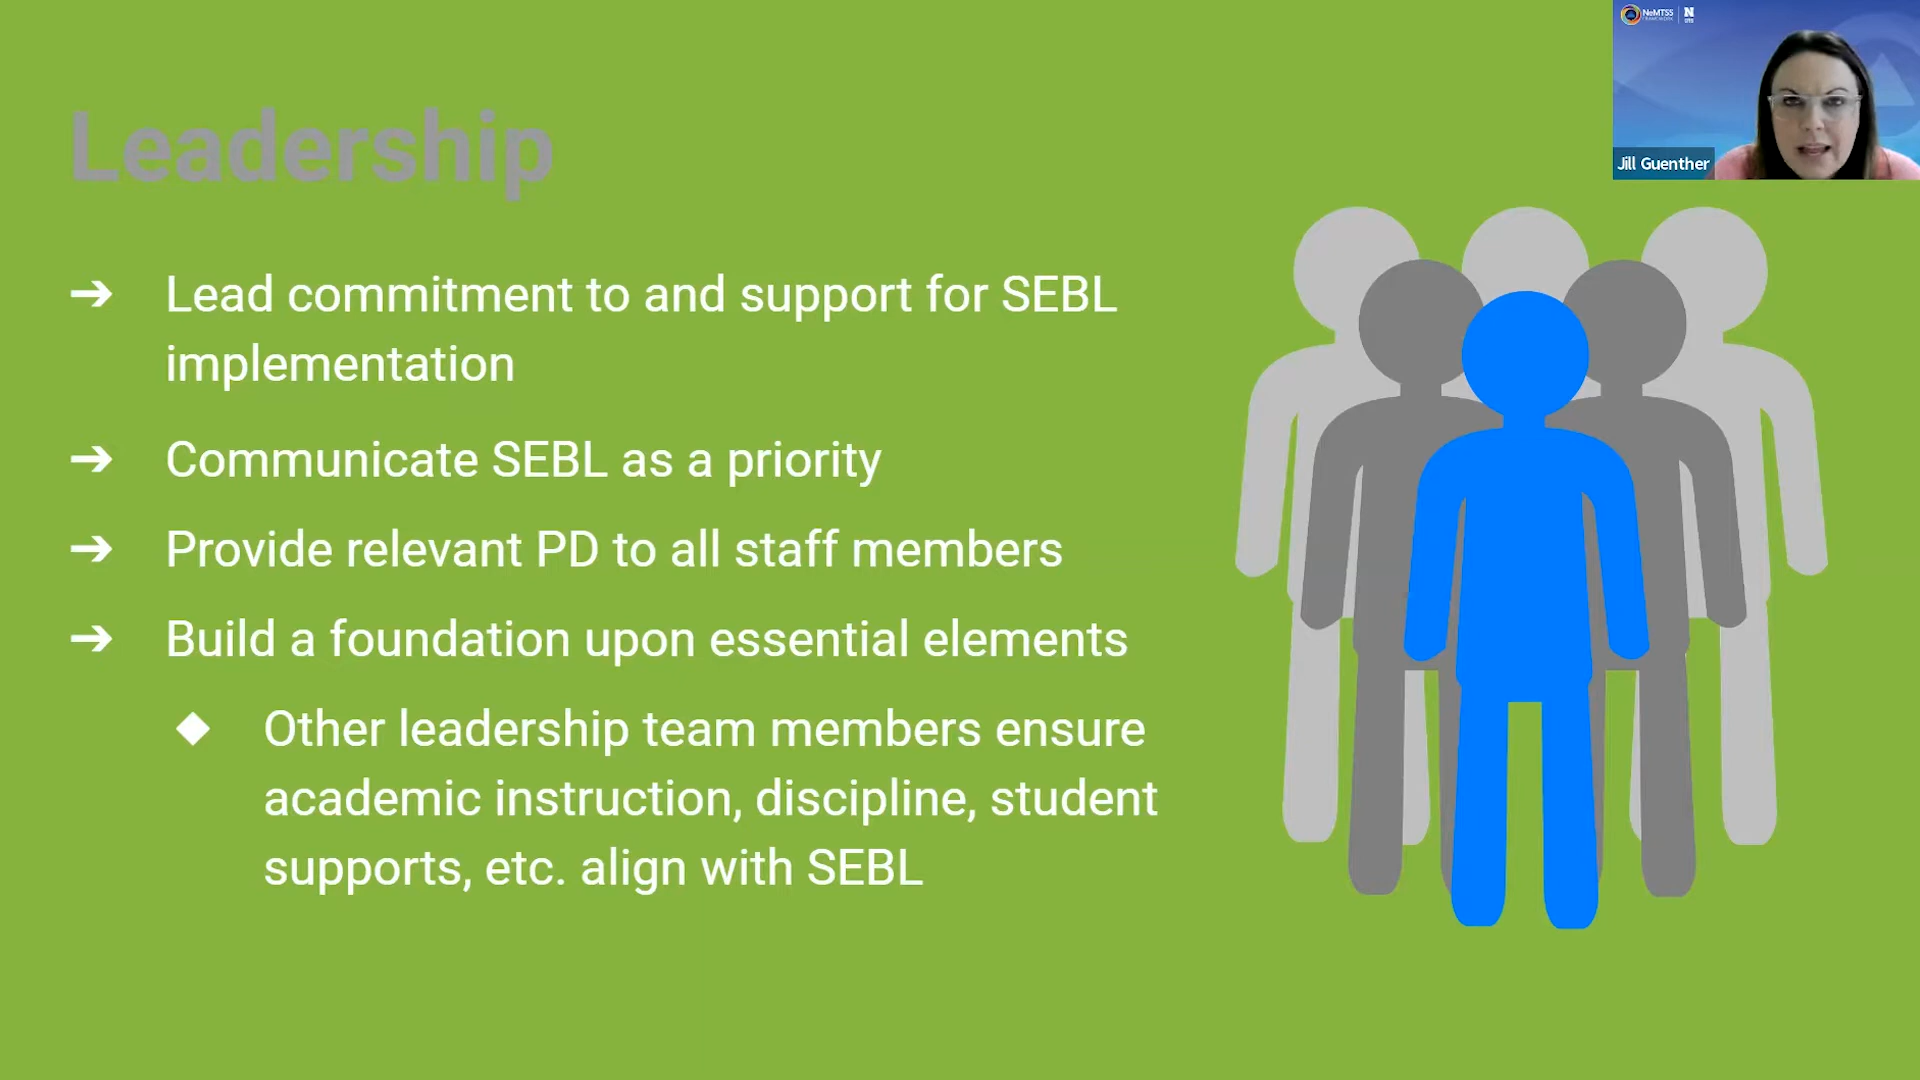 NeMTSS
N
Jill Guenther
Leadership
➔ Lead commitment to and support for SEBL
implementation
➔ Communicate SEBL as a priority
➔ Provide relevant PD to all staff members
➔ Build a foundation upon essential elements
◆ Other leadership team members ensure
academic instruction, discipline, student
supports, etc. align with SEBL